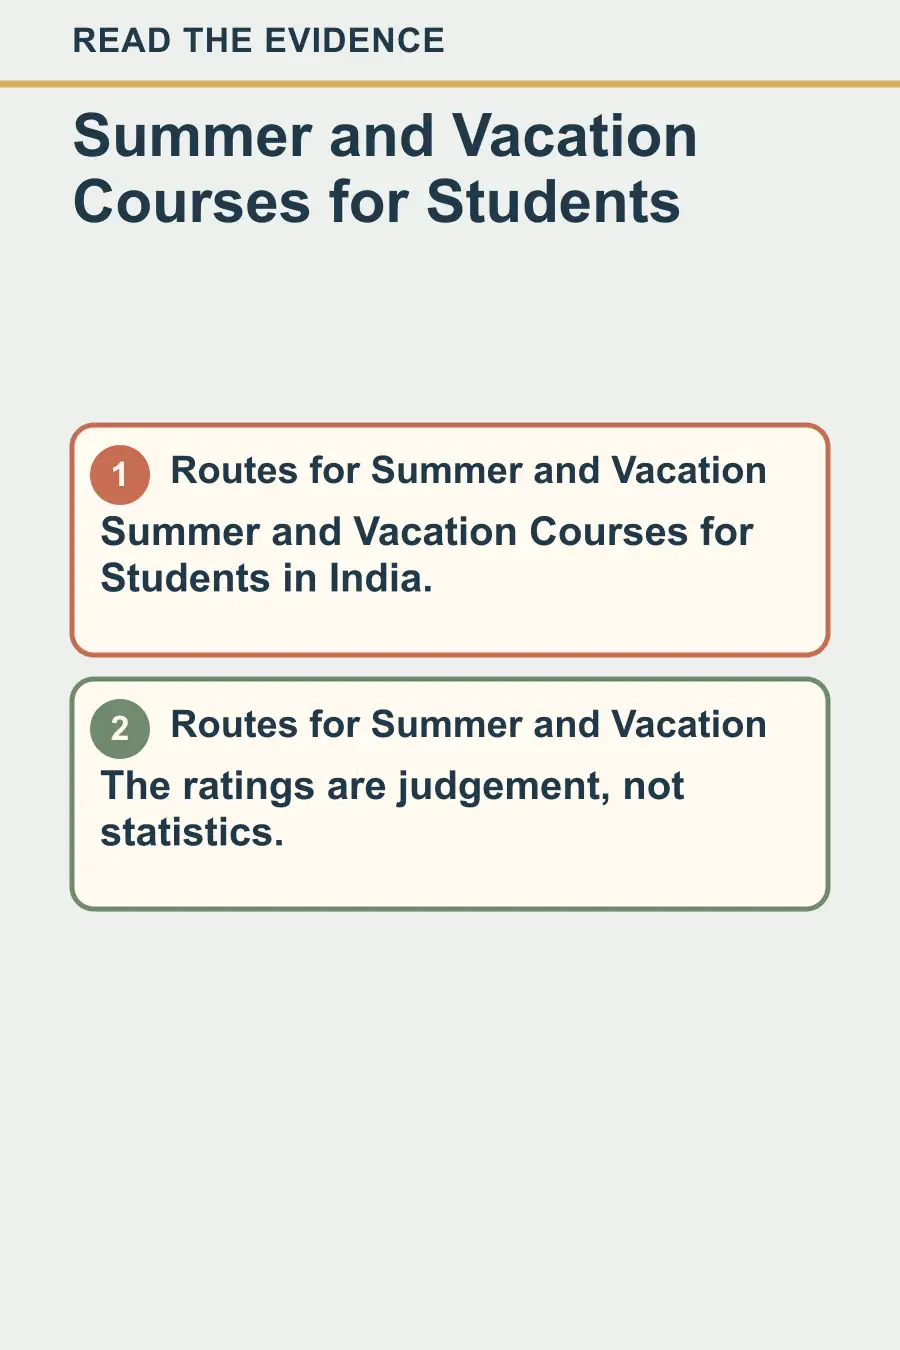 READ THE EVIDENCE
Summer and Vacation
Courses for Students
1 Routes for Summer and Vacation
Summer and Vacation Courses for
Students in India.
2 Routes for Summer and Vacation
The ratings are judgement, not
statistics.